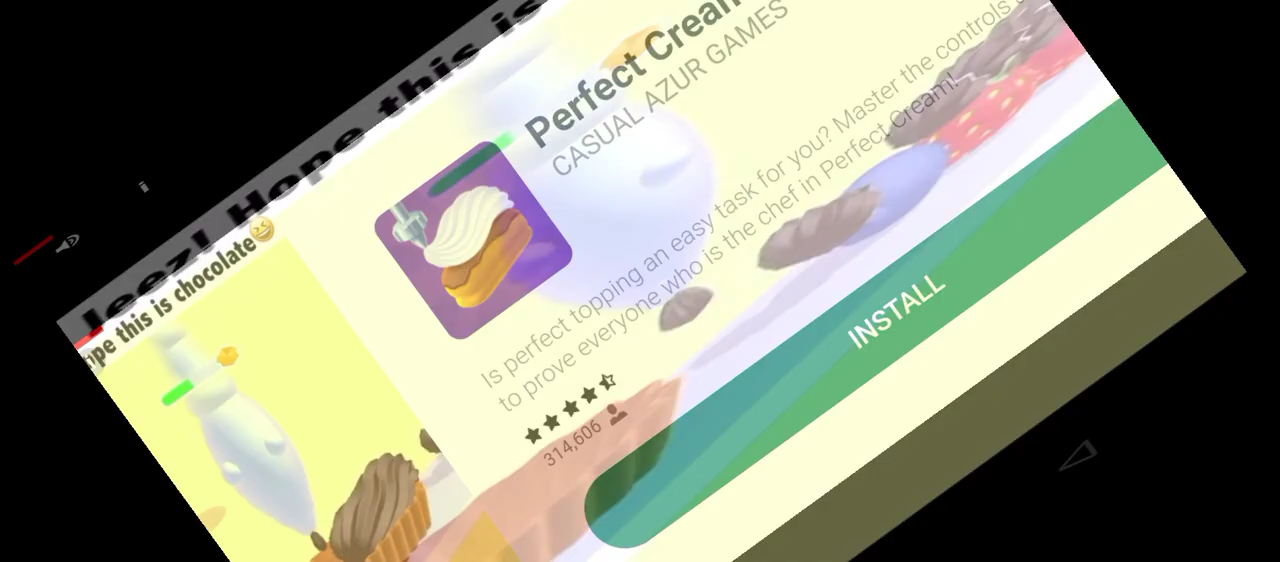 Jeez! Hope this is
this is chocolate😆
Perfect Cream
CASUAL AZUR GAMES
Is perfect topping an easy task for you? Master the controls
to prove everyone who is the chef in Perfect Cream!
314,606
INSTALL